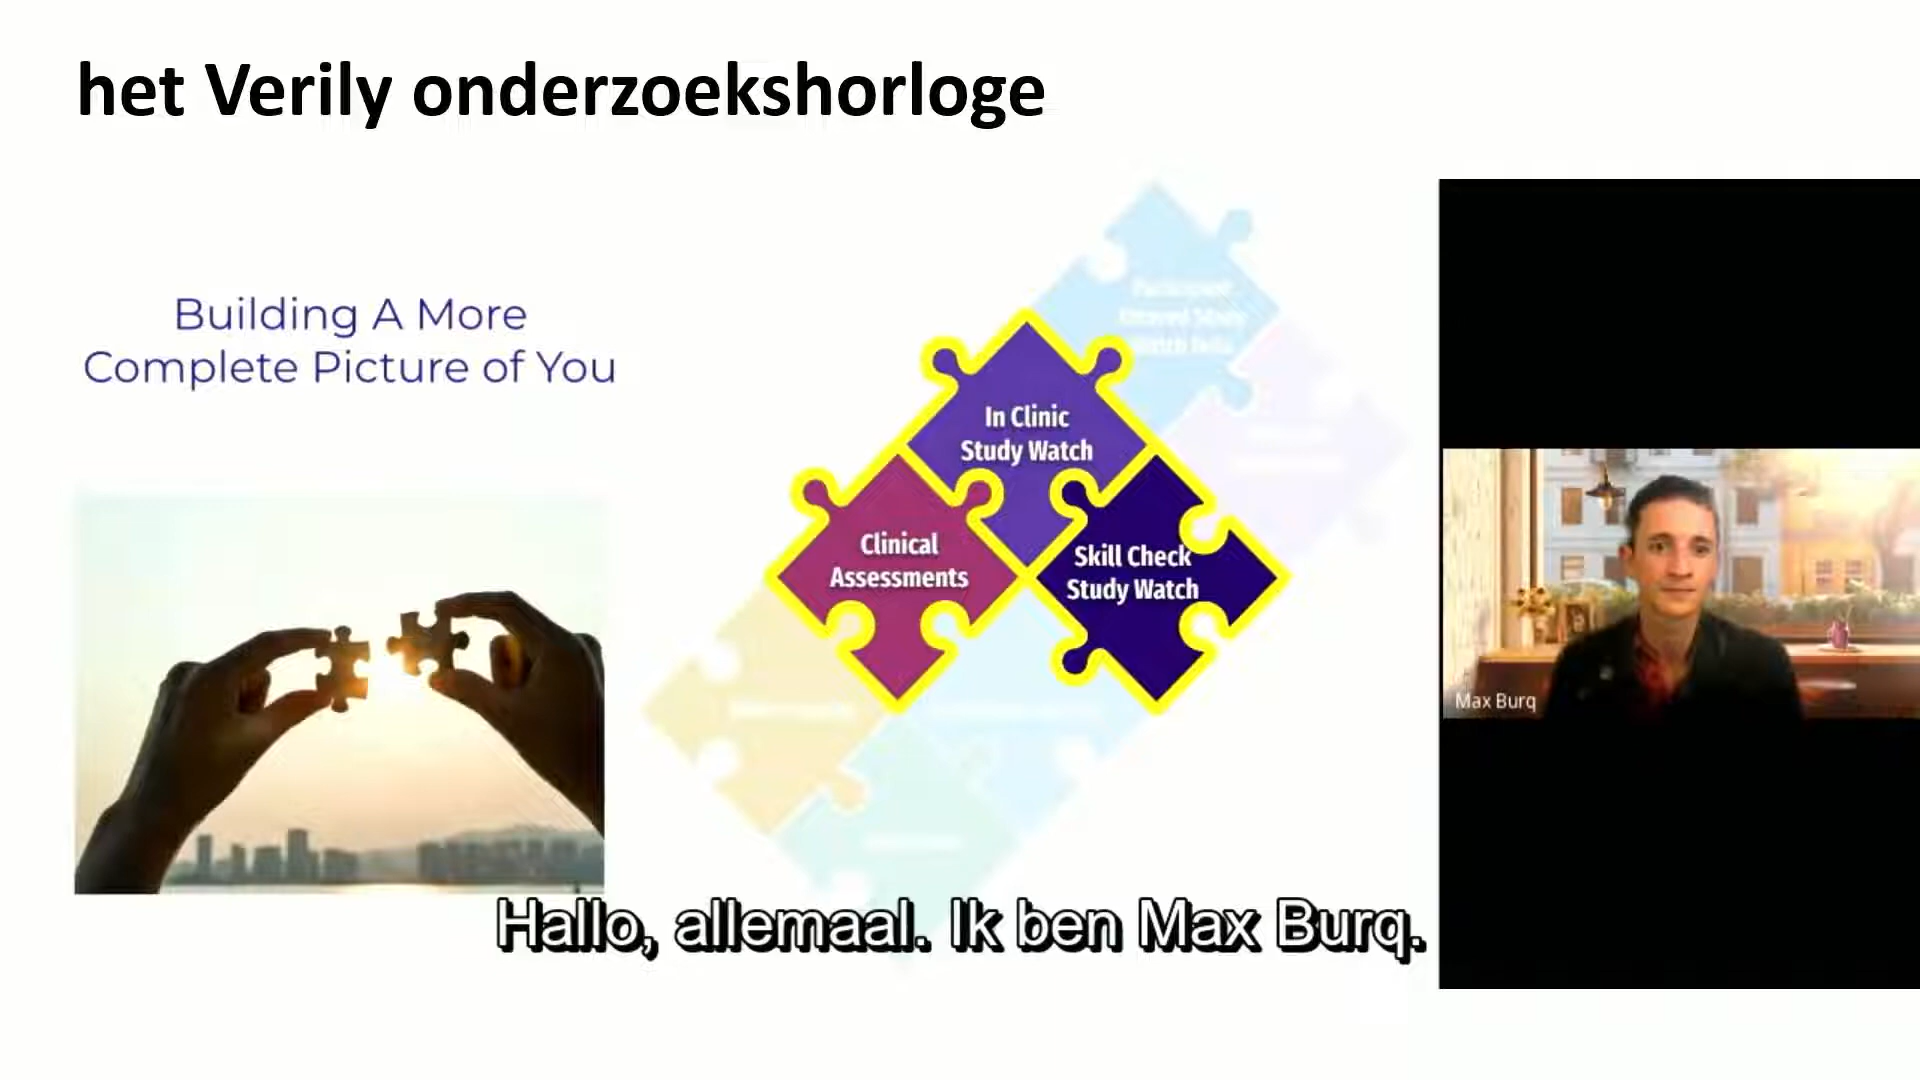 het Verily onderzoekshorloge
Building A More
Complete Picture of You
In Clinic
Study Watch
Clinical
Assessments
Skill Check
Study Watch
Max Burq
Hallo, allemaal. Ik ben Max Burq.